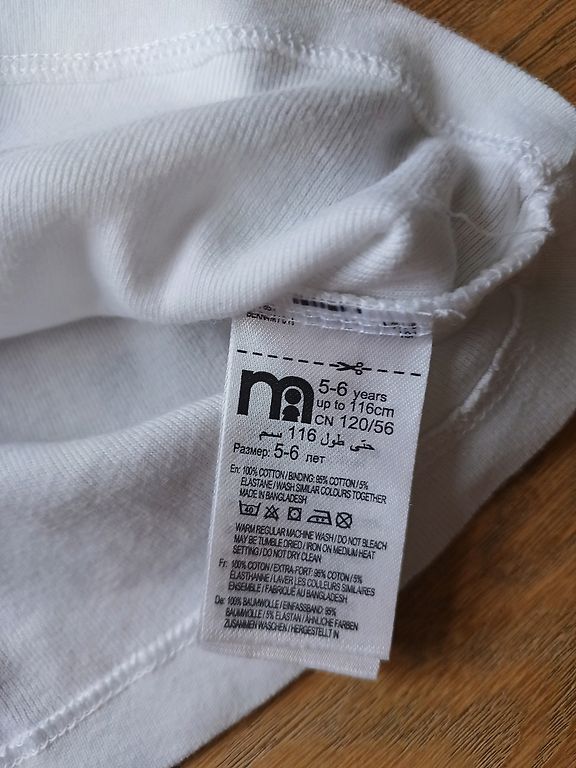 m
5-6 years
up to 116cm
CN 120/56
حتى طول 116 سم
Размер: 5-6 лет
En: 100% COTTON / BINDING: 95% COTTON / 5%
ELASTANE / WASH SIMILAR COLOURS TOGETHER
MADE IN BANGLADESH
40
WARM REGULAR MACHINE WASH / DO NOT BLEACH
MAY BE TUMBLE DRIED / IRON ON MEDIUM HEAT
SETTING / DO NOT DRY CLEAN
Fr: 100% COTON / EXTRA-FORT: 95% COTON / 5%
ÉLASTHANNE / LAVER LES COULEURS SIMILAIRES
ENSEMBLE / FABRIQUÉ AU BANGLADESH
De: 100% BAUMWOLLE / EINFASSBAND: 95%
BAUMWOLLE / 5% ELASTAN / ÄHNLICHE FARBEN
ZUSAMMEN WASCHEN / HERGESTELLT IN